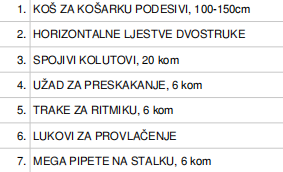 1. KOŠ ZA KOŠARKU PODESIVI, 100-150cm
2. HORIZONTALNE LJESTVE DVOSTRUKE
3. SPOJIVI KOLUTOVI, 20 kom
4. UŽAD ZA PRESKAKANJE, 6 kom
5. TRAKE ZA RITMIKU, 6 kom
6. LUKOVI ZA PROVLAČENJE
7. MEGA PIPETE NA STALKU, 6 kom